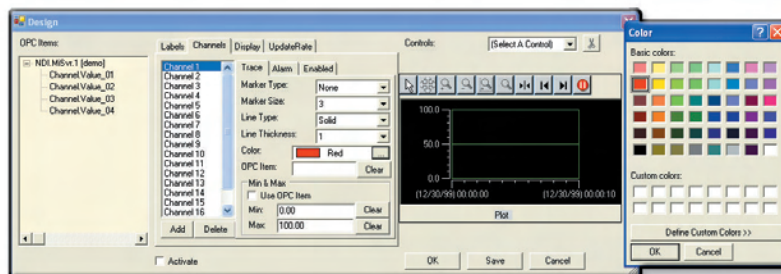 Design
OPC Items:
NDI.MiSvr.1 [demo]
Channel.Value_01
Channel.Value_02
Channel.Value_03
Channel.Value_04
Labels Channels Display UpdateRate
Channel 1
Channel 2
Channel 3
Channel 4
Channel 5
Channel 6
Channel 7
Channel 8
Channel 9
Channel 10
Channel 11
Channel 12
Channel 13
Channel 14
Channel 15
Channel 16
Add Delete
Trace Alarm Enabled
Marker Type: None
Marker Size: 3
Line Type: Solid
Line Thickness: 1
Color: Red ...
OPC Item: Clear
Min & Max
Use OPC Item
Min: 0.00 Clear
Max: 100.00 Clear
Activate
Controls: (Select A Control)
100.0
50.0
0.0
(12/30/99) 00:00:00 (12/30/99) 00:00:10
Plot
OK Save Cancel
Color
Basic colors:
Custom colors:
Define Custom Colors >>
OK Cancel